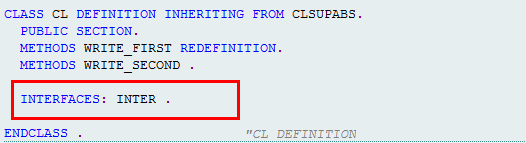 CLASS CL DEFINITION INHERITING FROM CLSUPABS.
PUBLIC SECTION.
METHODS WRITE_FIRST REDEFINITION.
METHODS WRITE_SECOND .
INTERFACES: INTER .
ENDCLASS . "CL DEFINITION